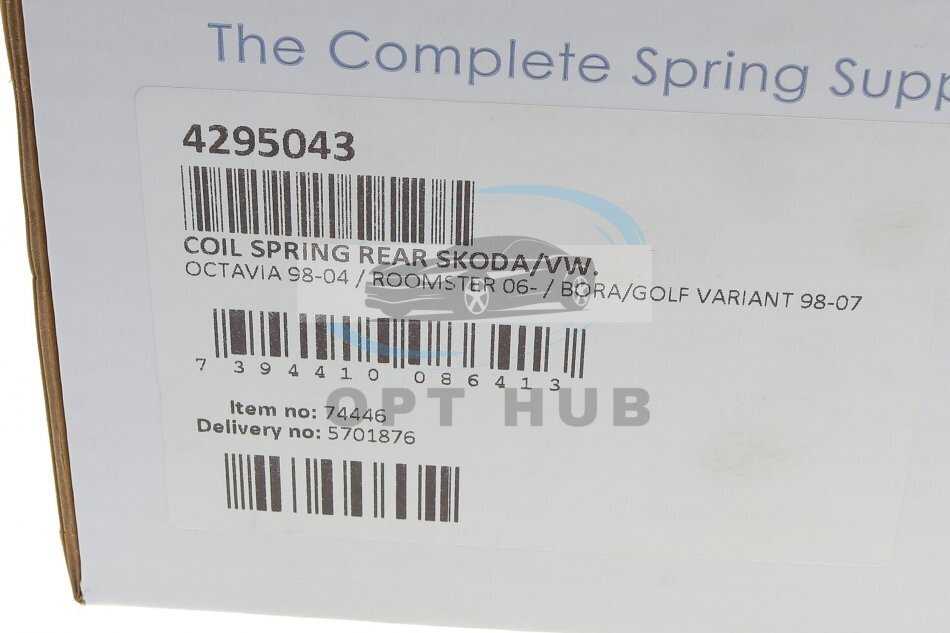 The Complete Spring Supp
4295043
COIL SPRING REAR SKODA/VW.
OCTAVIA 98-04 / ROOMSTER 06- / BORA/GOLF VARIANT 98-07
7 394410 086413
OPT HUB
Item no: 74446
Delivery no: 5701876